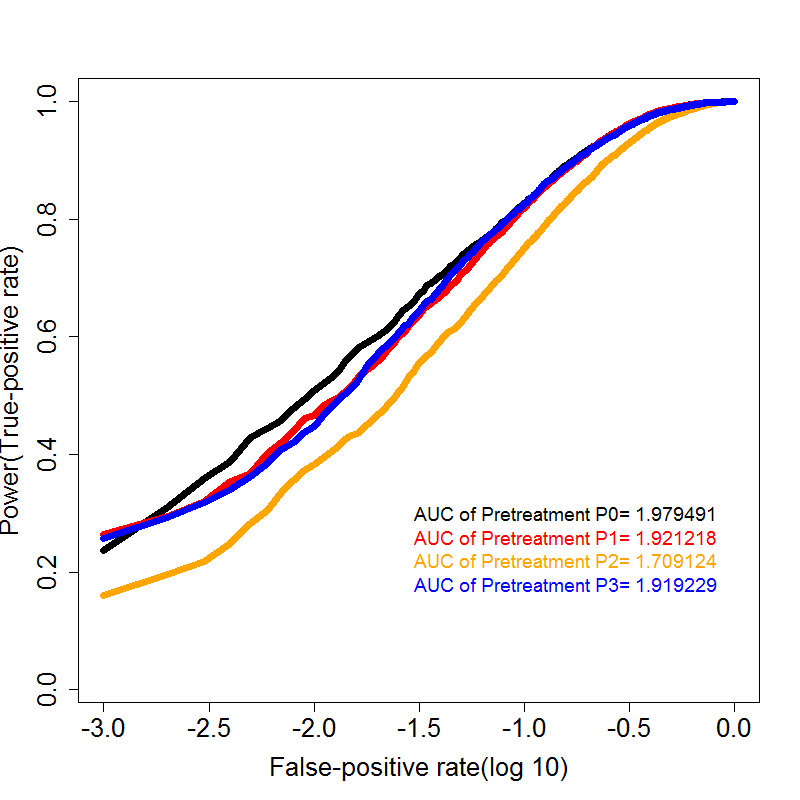 1.0
0.8
0.6
0.4
0.2
0.0
Power(True-positive rate)
AUC of Pretreatment P0= 1.979491
AUC of Pretreatment P1= 1.921218
AUC of Pretreatment P2= 1.709124
AUC of Pretreatment P3= 1.919229
-3.0 -2.5 -2.0 -1.5 -1.0 -0.5 0.0
False-positive rate(log 10)